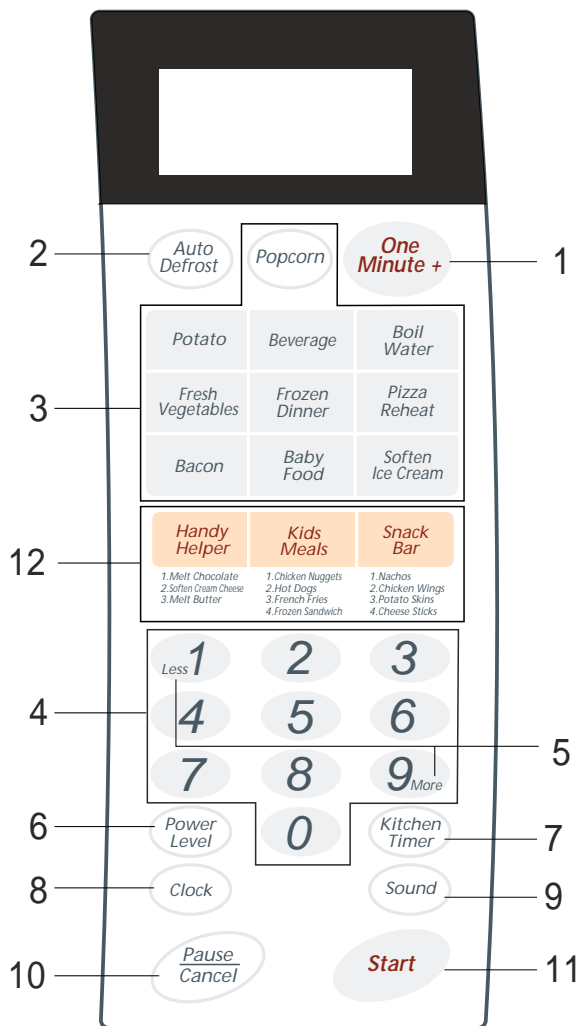 2
Auto
Defrost
Popcorn
One
Minute +
1
3
Potato
Beverage
Boil
Water
Fresh
Vegetables
Frozen
Dinner
Pizza
Reheat
Bacon
Baby
Food
Soften
Ice Cream
12
Handy
Helper
1.Melt Chocolate
2.Soften Cream Cheese
3.Melt Butter
Kids
Meals
1.Chicken Nuggets
2.Hot Dogs
3.French Fries
4.Frozen Sandwich
Snack
Bar
1.Nachos
2.Chicken Wings
3.Potato Skins
4.Cheese Sticks
4
Less 1
2
3
4
5
6
5
7
8
9 More
6
Power
Level
0
Kitchen
Timer
7
8
Clock
Sound
9
10
Pause
Cancel
Start
11